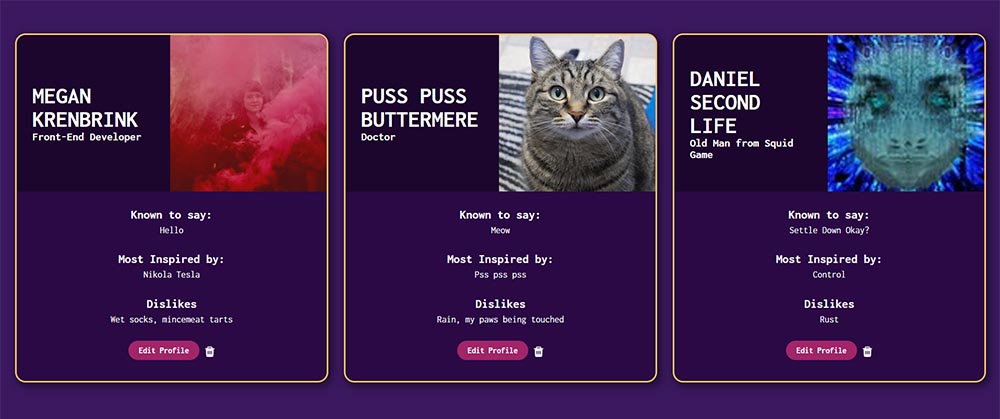 MEGAN
KRENBRINK
Front-End Developer
Known to say:
Hello
Most Inspired by:
Nikola Tesla
Dislikes
Wet socks, mincemeat tarts
Edit Profile
PUSS PUSS
BUTTERMERE
Doctor
Known to say:
Meow
Most Inspired by:
Pss pss pss
Dislikes
Rain, my paws being touched
Edit Profile
DANIEL
SECOND
LIFE
Old Man from Squid
Game
Known to say:
Settle Down Okay?
Most Inspired by:
Control
Dislikes
Rust
Edit Profile